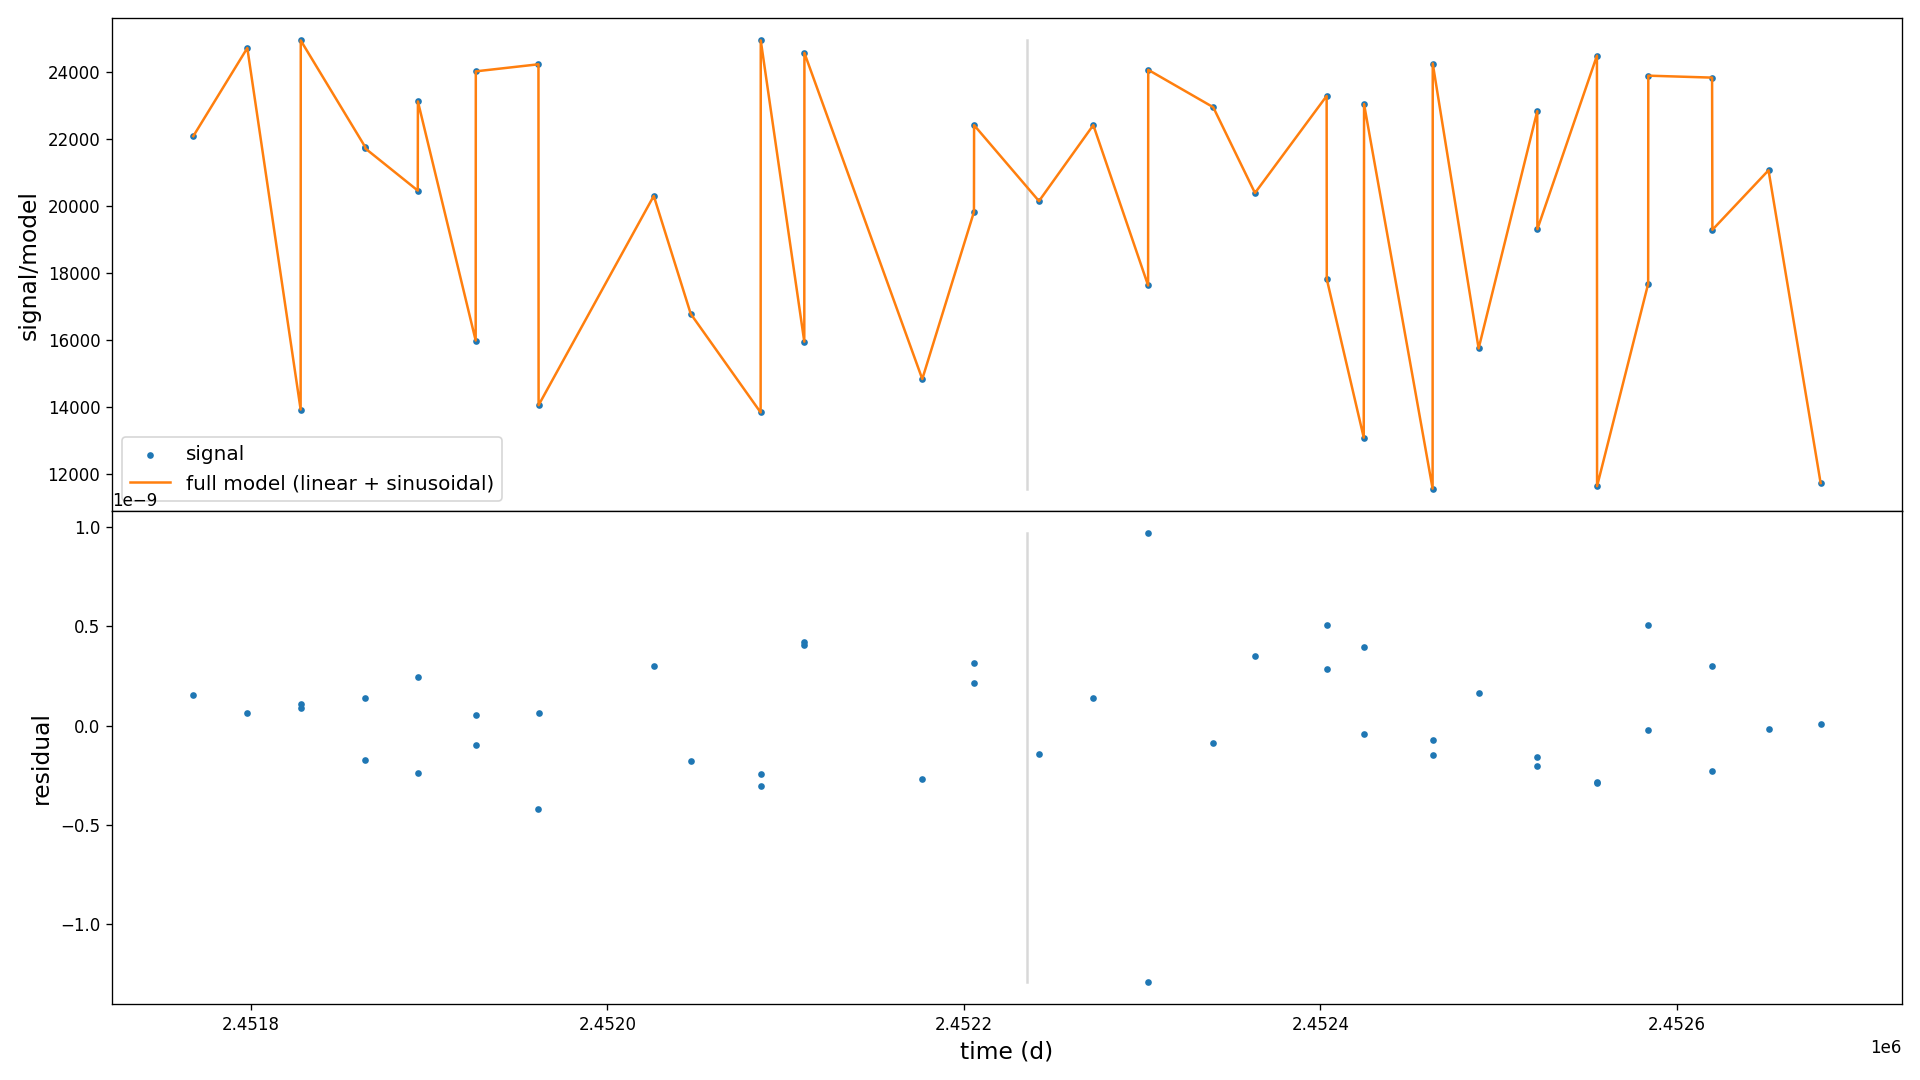 24000
22000
20000
18000
16000
14000
12000
signal/model
signal
full model (linear + sinusoidal)
1e−9
1.0
0.5
0.0
−0.5
−1.0
residual
2.4518
2.4520
2.4522
2.4524
2.4526
time (d)
1e6